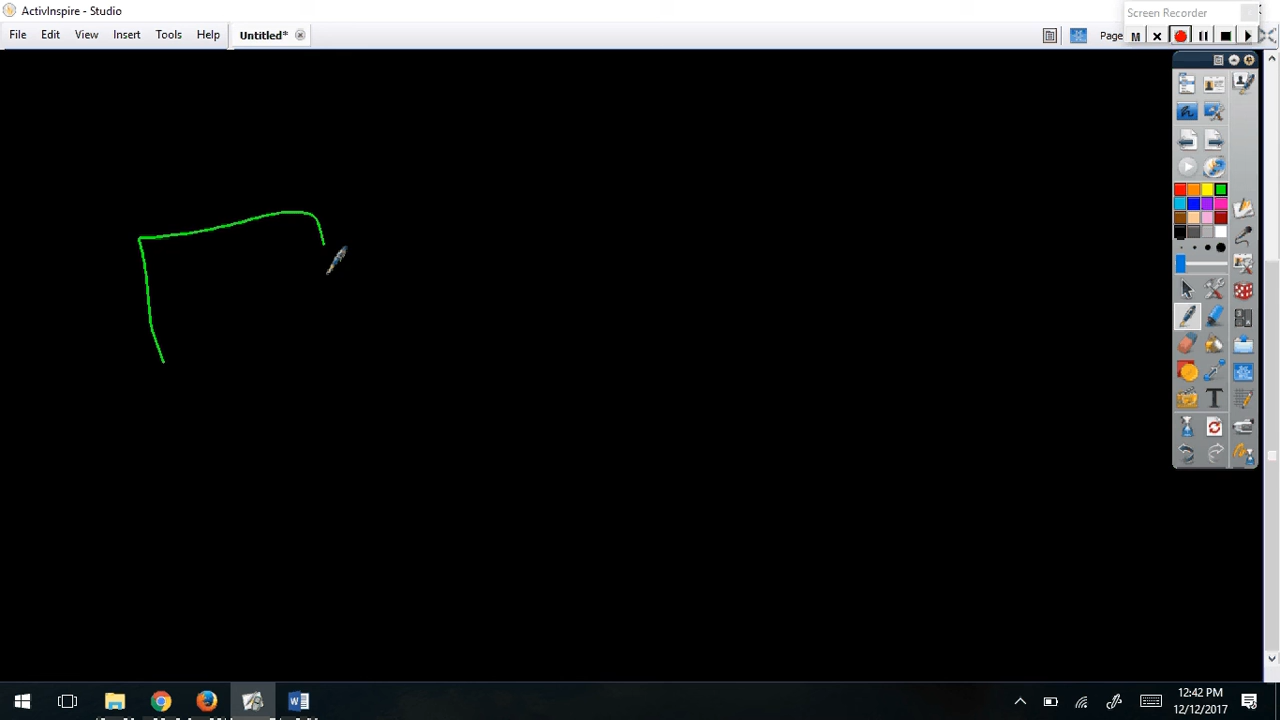 ActivInspire - Studio
Screen Recorder
File Edit View Insert Tools Help Untitled*
Page
M
T
12:42 PM
12/12/2017